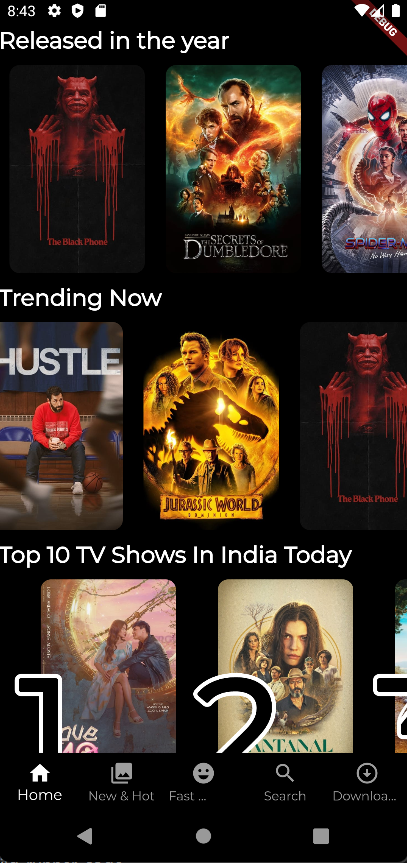 8:43
DEBUG
Released in the year
The Black Phone
THE SECRETS OF
DUMBLEDORE
SPIDER-MAN
No Way Home
Trending Now
HUSTLE
JURASSIC WORLD
DOMINION
The Black Phone
Top 10 TV Shows In India Today
1
2
PANTANAL
Home
New & Hot
Fast ...
Search
Downloa...